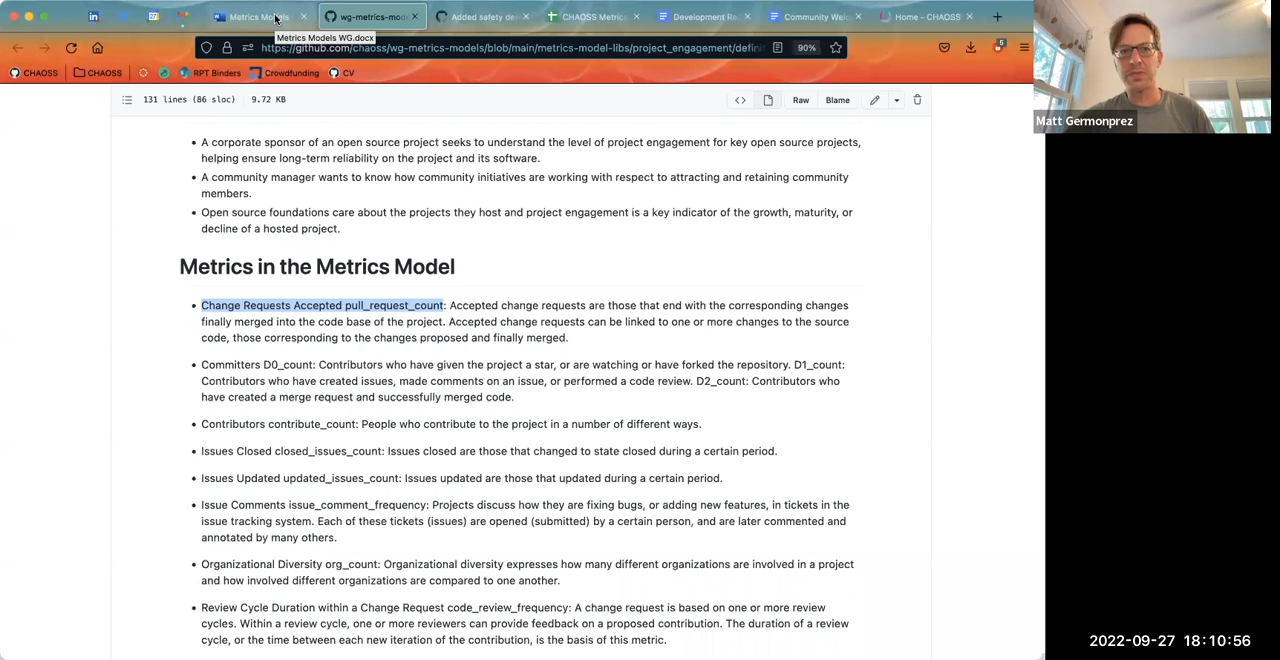 Metrics Models
wg-metrics-mode
Added safety de
CHAOSS Metrics
Development Re
Community Wel
Home – CHAOSS
Metrics Models WG.docx
https://github.com/chaoss/wg-metrics-models/blob/main/metrics-model-libs/project_engagement/defini
90%
5
CHAOSS
CHAOSS
RPT Binders
Crowdfunding
CV
Matt Germonprez
131 lines (86 sloc)
9.72 KB
Raw
Blame
• A corporate sponsor of an open source project seeks to understand the level of project engagement for key open source projects,
helping ensure long-term reliability on the project and its software.
• A community manager wants to know how community initiatives are working with respect to attracting and retaining community
members.
• Open source foundations care about the projects they host and project engagement is a key indicator of the growth, maturity, or
decline of a hosted project.
Metrics in the Metrics Model
• Change Requests Accepted pull_request_count: Accepted change requests are those that end with the corresponding changes
finally merged into the code base of the project. Accepted change requests can be linked to one or more changes to the source
code, those corresponding to the changes proposed and finally merged.
• Committers D0_count: Contributors who have given the project a star, or are watching or have forked the repository. D1_count:
Contributors who have created issues, made comments on an issue, or performed a code review. D2_count: Contributors who
have created a merge request and successfully merged code.
• Contributors contribute_count: People who contribute to the project in a number of different ways.
• Issues Closed closed_issues_count: Issues closed are those that changed to state closed during a certain period.
• Issues Updated updated_issues_count: Issues updated are those that updated during a certain period.
• Issue Comments issue_comment_frequency: Projects discuss how they are fixing bugs, or adding new features, in tickets in the
issue tracking system. Each of these tickets (issues) are opened (submitted) by a certain person, and are later commented and
annotated by many others.
• Organizational Diversity org_count: Organizational diversity expresses how many different organizations are involved in a project
and how involved different organizations are compared to one another.
• Review Cycle Duration within a Change Request code_review_frequency: A change request is based on one or more review
cycles. Within a review cycle, one or more reviewers can provide feedback on a proposed contribution. The duration of a review
cycle, or the time between each new iteration of the contribution, is the basis of this metric.
2022-09-27 18:10:56